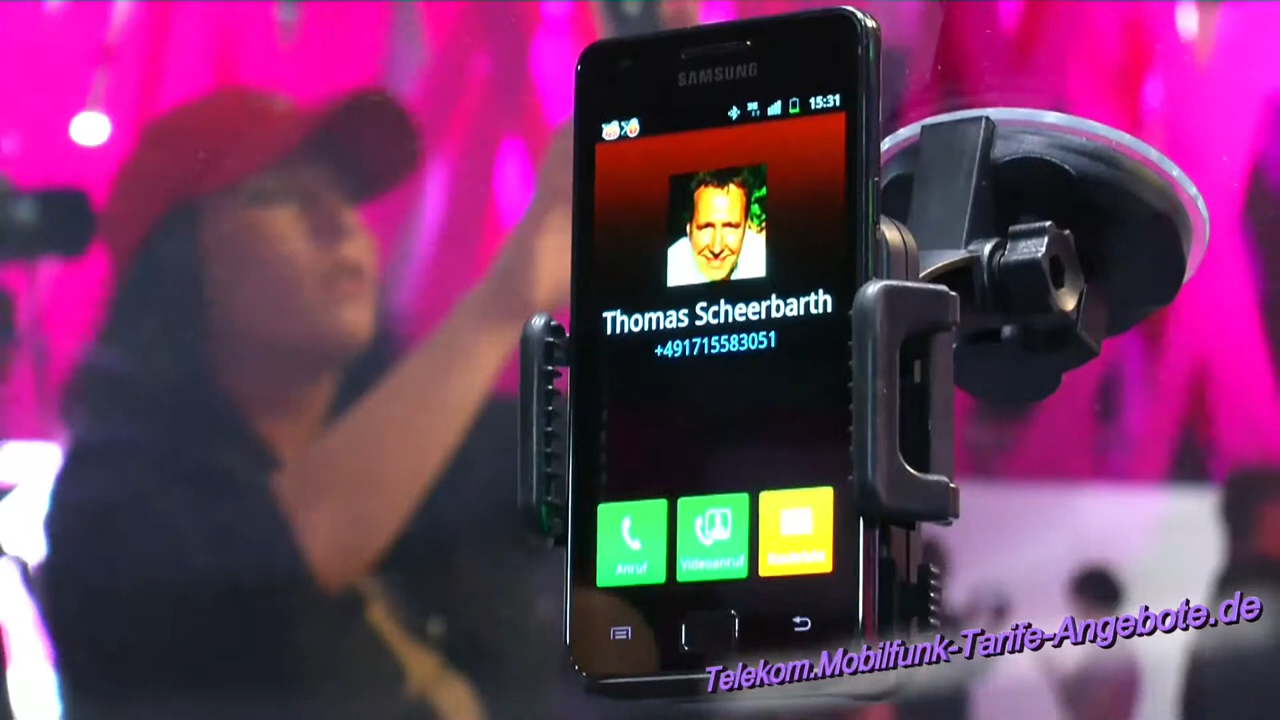 SAMSUNG
15:31
Thomas Scheerbarth
+491715583051
Anruf
Videoanruf
Telekom.Mobilfunk-Tarife-Angebote.de